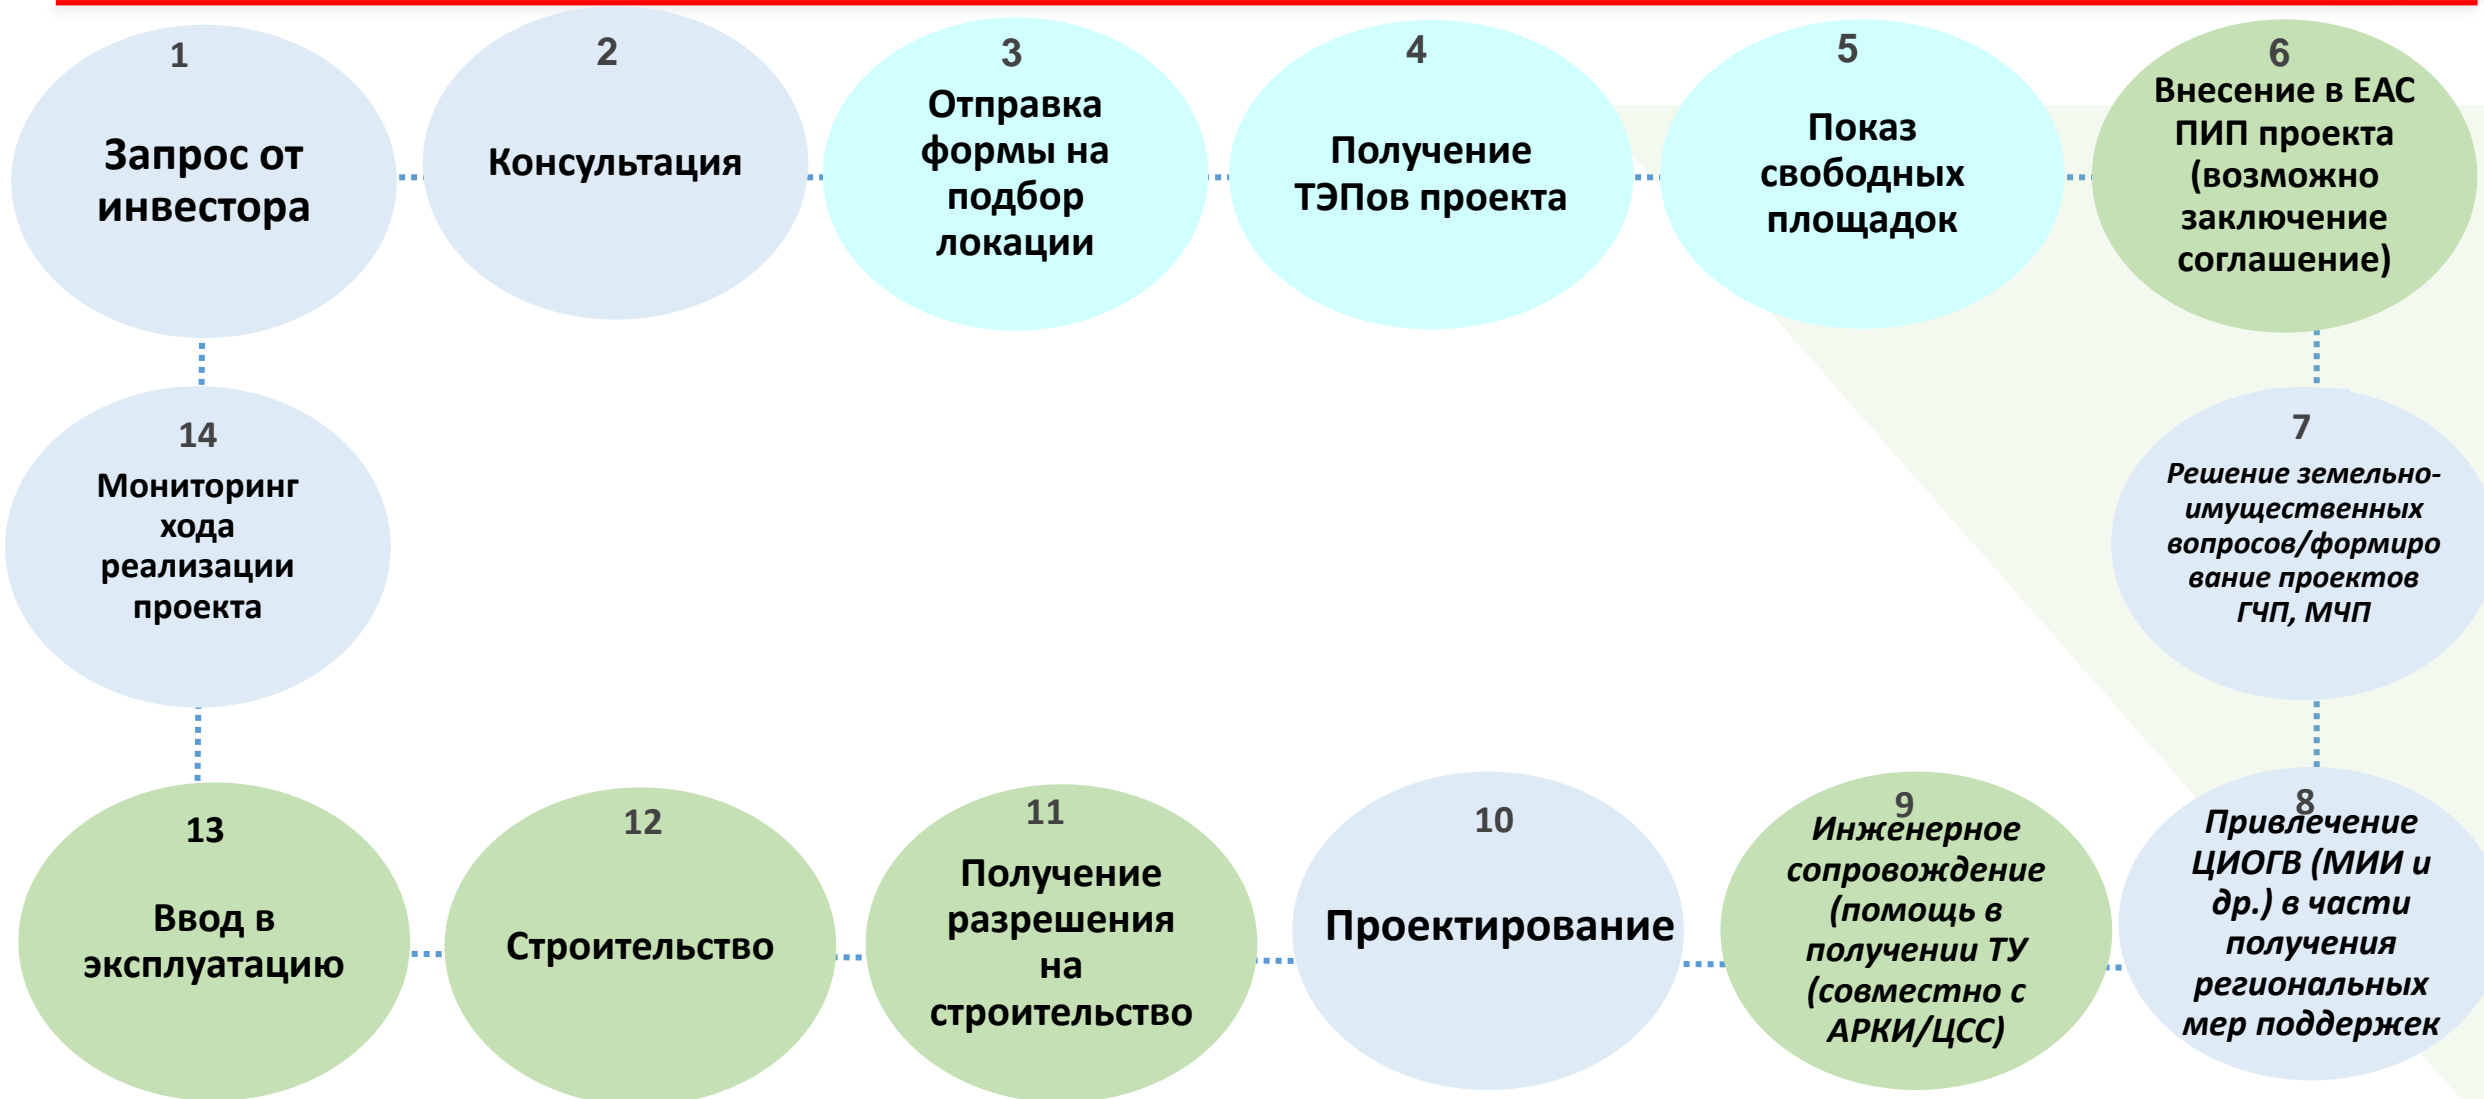 1
Запрос от
инвестора
2
Консультация
3
Отправка
формы на
подбор
локации
4
Получение
ТЭПов проекта
5
Показ
свободных
площадок
6
Внесение в ЕАС
ПИП проекта
(возможно
заключение
соглашение)
7
Решение земельно-
имущественных
вопросов/формиро
вание проектов
ГЧП, МЧП
8
Привлечение
ЦИОГВ (МИИ и
др.) в части
получения
региональных
мер поддержек
9
Инженерное
сопровождение
(помощь в
получении ТУ
(совместно с
АРКИ/ЦСС)
10
Проектирование
11
Получение
разрешения
на
строительство
12
Строительство
13
Ввод в
эксплуатацию
14
Мониторинг
хода
реализации
проекта